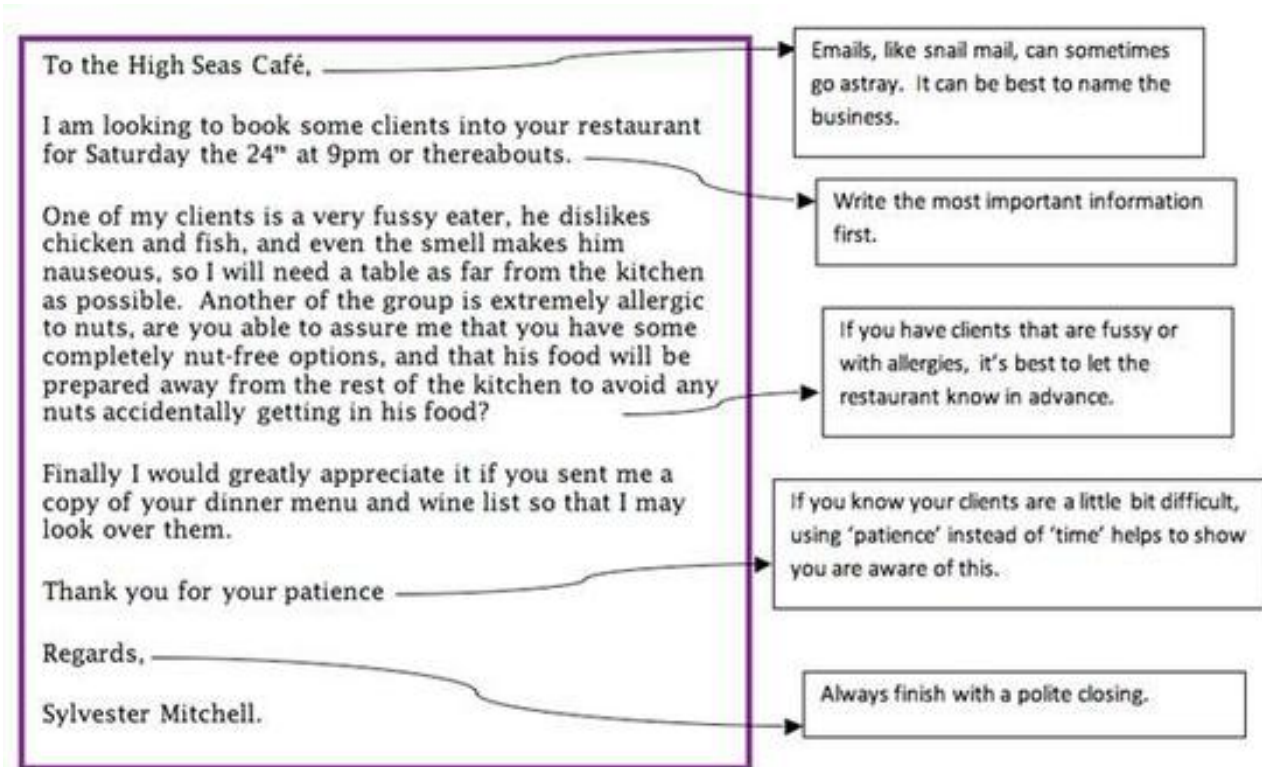 To the High Seas Café,
I am looking to book some clients into your restaurant
for Saturday the 24th at 9pm or thereabouts.
One of my clients is a very fussy eater, he dislikes
chicken and fish, and even the smell makes him
nauseous, so I will need a table as far from the kitchen
as possible. Another of the group is extremely allergic
to nuts, are you able to assure me that you have some
completely nut-free options, and that his food will be
prepared away from the rest of the kitchen to avoid any
nuts accidentally getting in his food?
Finally I would greatly appreciate it if you sent me a
copy of your dinner menu and wine list so that I may
look over them.
Thank you for your patience
Regards,
Sylvester Mitchell.
Emails, like snail mail, can sometimes
go astray. It can be best to name the
business.
Write the most important information
first.
If you have clients that are fussy or
with allergies, it's best to let the
restaurant know in advance.
If you know your clients are a little bit difficult,
using 'patience' instead of 'time' helps to show
you are aware of this.
Always finish with a polite closing.